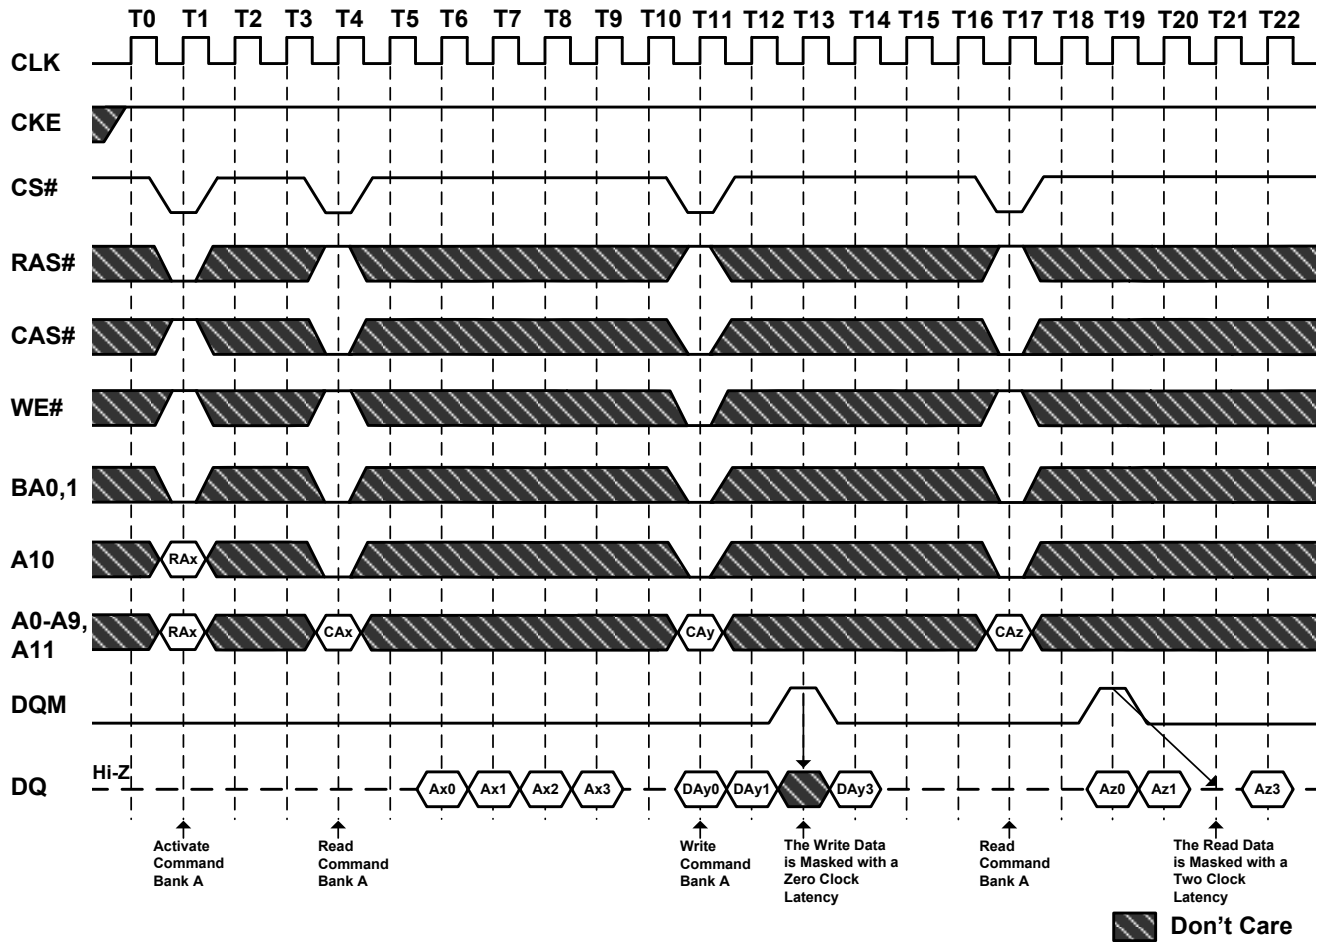 T0 T1 T2 T3 T4 T5 T6 T7 T8 T9 T10 T11 T12 T13 T14 T15 T16 T17 T18 T19 T20 T21 T22
CLK
CKE
CS#
RAS#
CAS#
WE#
BA0,1
A10 RAx
A0-A9,
A11
RAx CAx CAy CAz
DQM
DQ Hi-Z Ax0 Ax1 Ax2 Ax3 DAy0 DAy1 DAy3 Az0 Az1 Az3
Activate
Command
Bank A
Read
Command
Bank A
Write
Command
Bank A
The Write Data
is Masked with a
Zero Clock
Latency
Read
Command
Bank A
The Read Data
is Masked with a
Two Clock
Latency
Don't Care